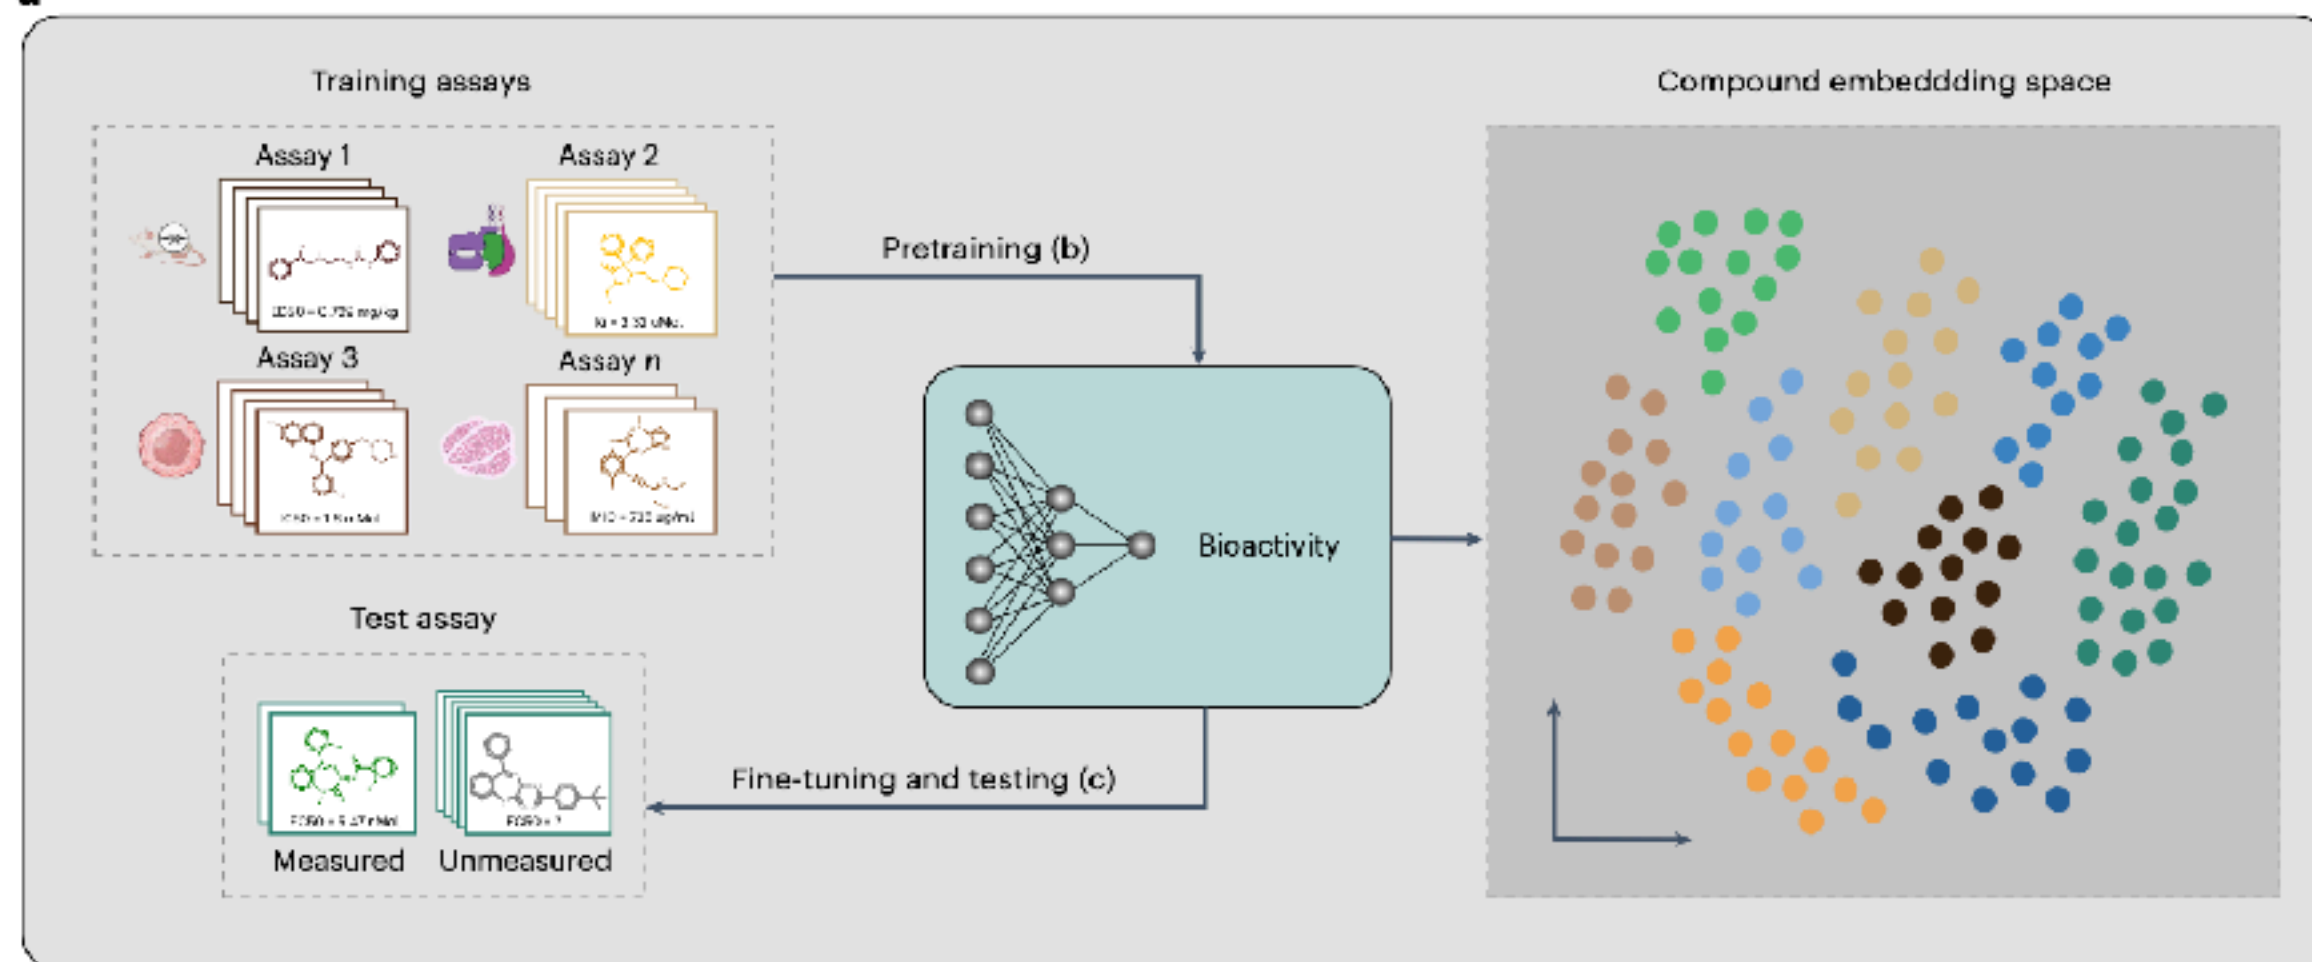 Training assays
Compound embeddding space
Assay 1
Assay 2
Pretraining (b)
Assay 3
Assay n
Bioactivity
Test assay
Fine-tuning and testing (c)
Measured
Unmeasured